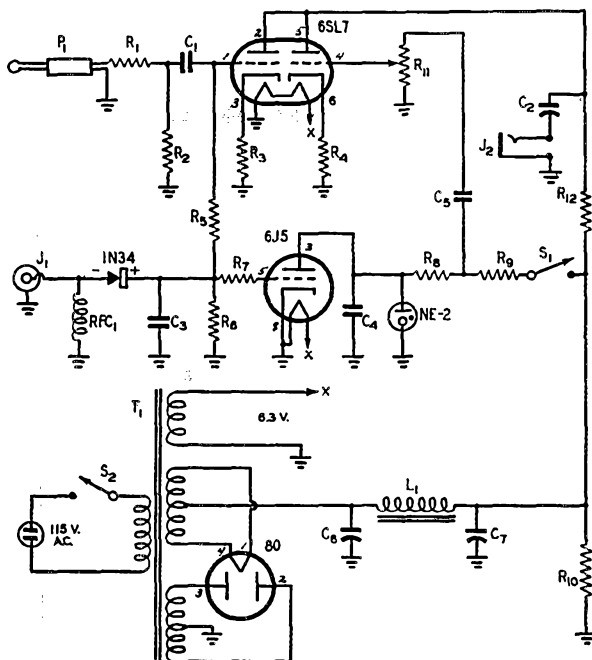 2 5 6SL7
P1 R1 C1 1 4 R11
3 6
X
R2 R3 R4
C2
J2
R5 C5 R12
6J5
3
J1 1N34 - + R7 5 R8 R9 S1
RFC1 C3 R6 8 C4 NE-2
X
T1 X
6.3 V.
S2
L1
115 V. A.C.
C6 C7
4 1 80
3 2
R10